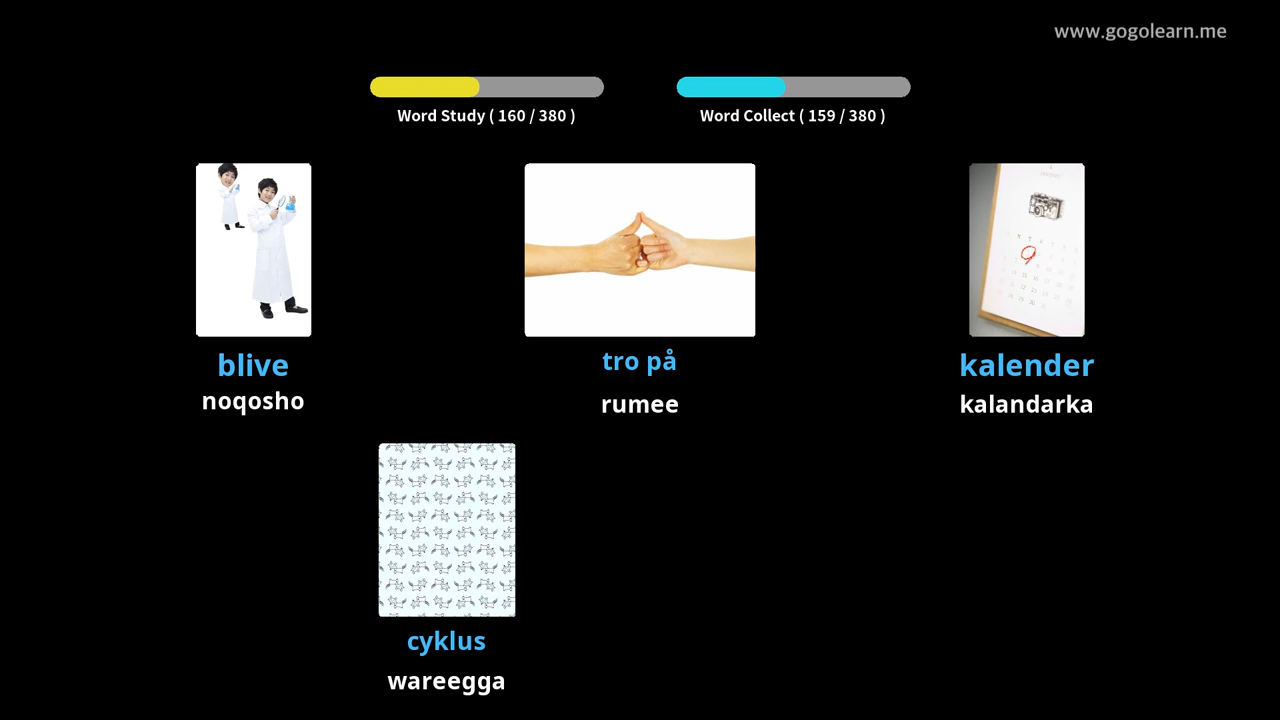 www.gogolearn.me
Word Study ( 160 / 380 )
Word Collect ( 159 / 380 )
blive
noqosho
tro på
rumee
kalender
kalandarka
cyklus
wareegga